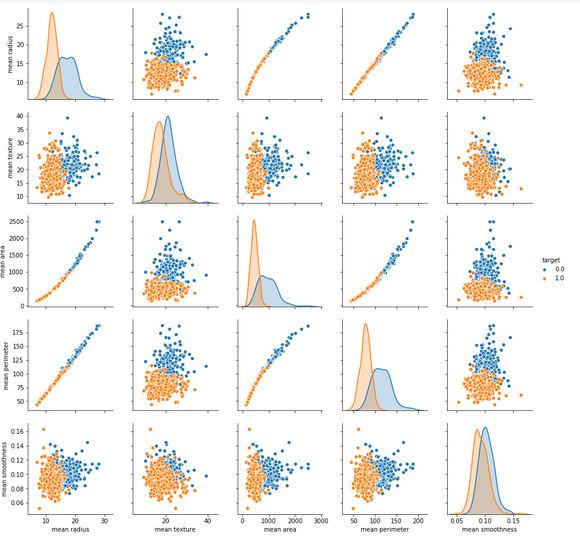 mean radius
25
20
15
10
mean texture
40
35
30
25
20
15
10
mean area
2500
2000
1500
1000
500
0
target
0.0
1.0
mean perimeter
175
150
125
100
75
50
mean smoothness
0.16
0.14
0.12
0.10
0.08
0.06
10 20 30
20 40
0 1000 2000 3000
50 100 150 200
0.05 0.10 0.15
mean radius mean texture mean area mean perimeter mean smoothness